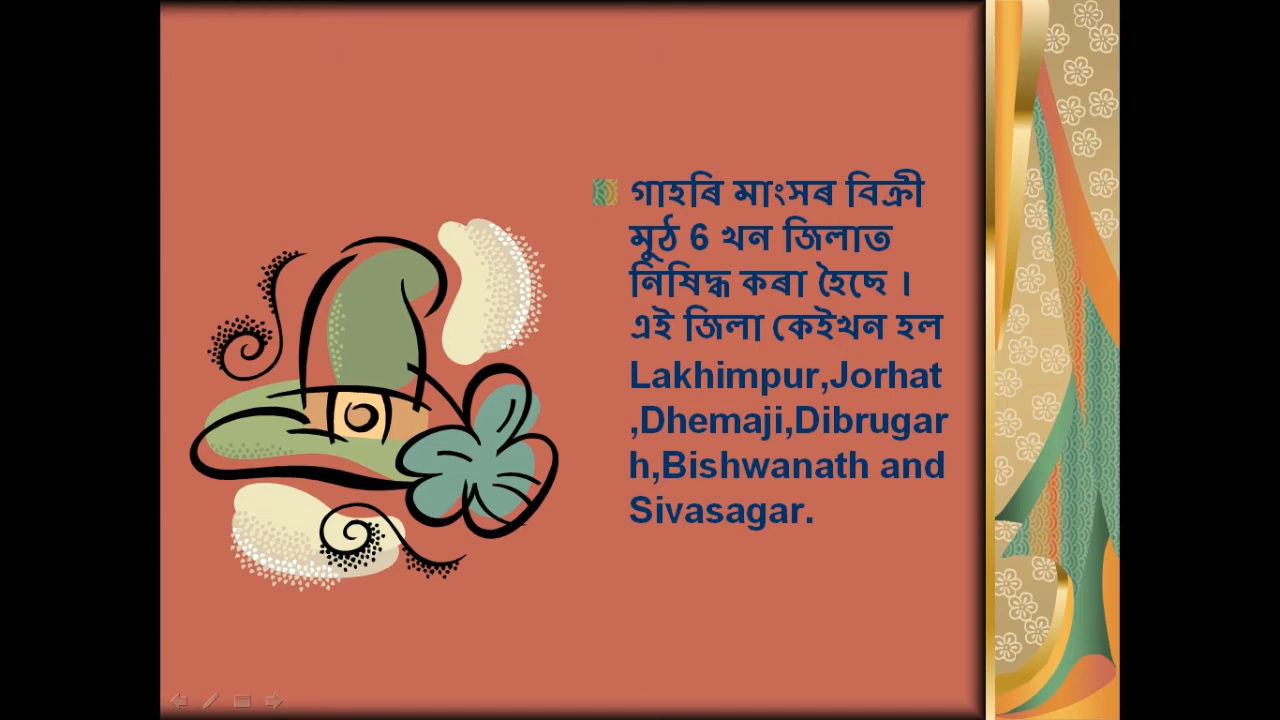 গাহৰি মাংসৰ বিক্ৰী
মুঠ 6 খন জিলাত
নিষিদ্ধ কৰা হৈছে ।
এই জিলা কেইখন হল
Lakhimpur,Jorhat
,Dhemaji,Dibrugar
h,Bishwanath and
Sivasagar.